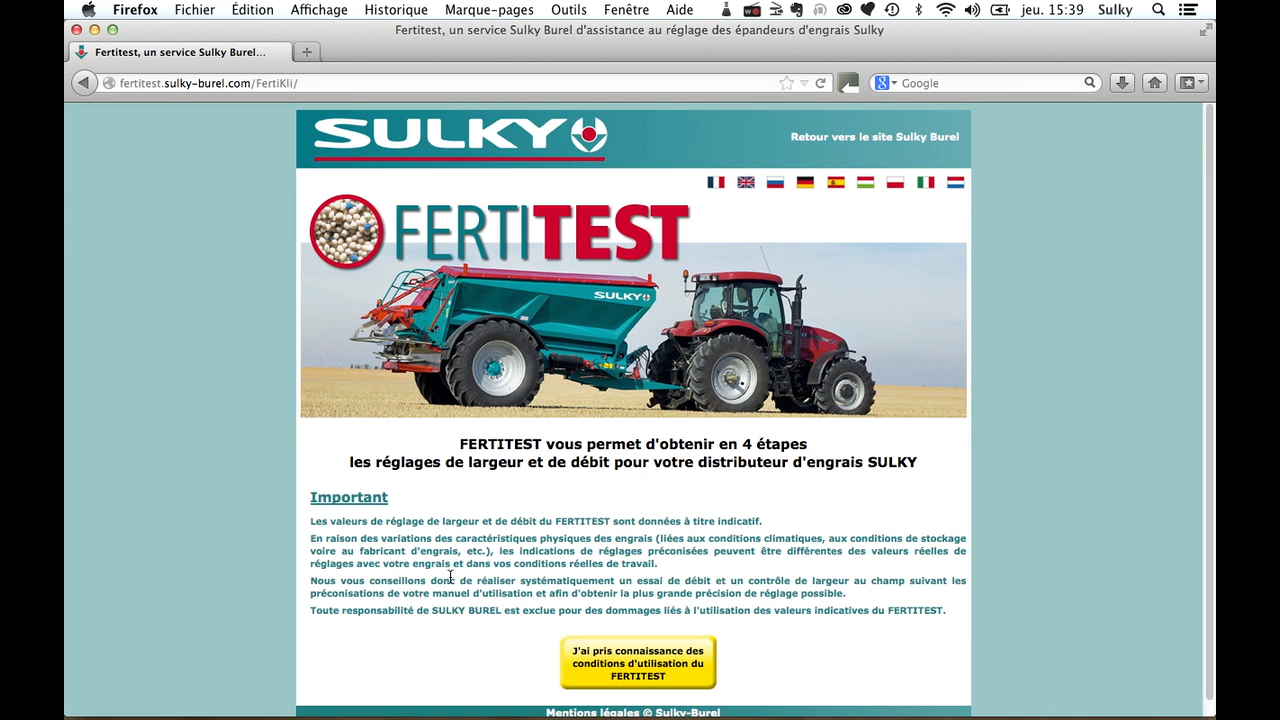 Firefox Fichier Édition Affichage Historique Marque-pages Outils Fenêtre Aide jeu. 15:39 Sulky
Fertitest, un service Sulky Burel d'assistance au réglage des épandeurs d'engrais Sulky
Fertitest, un service Sulky Burel...
fertitest.sulky-burel.com/FertiKli/
Google
SULKY
Retour vers le site Sulky Burel
FERTITEST
SULKY
FERTITEST vous permet d'obtenir en 4 étapes
les réglages de largeur et de débit pour votre distributeur d'engrais SULKY
Important
Les valeurs de réglage de largeur et de débit du FERTITEST sont données à titre indicatif.
En raison des variations des caractéristiques physiques des engrais (liées aux conditions climatiques, aux conditions de stockage
voire au fabricant d'engrais, etc.), les indications de réglages préconisées peuvent être différentes des valeurs réelles de
réglages avec votre engrais et dans vos conditions réelles de travail.
Nous vous conseillons donc de réaliser systématiquement un essai de débit et un contrôle de largeur au champ suivant les
préconisations de votre manuel d'utilisation et afin d'obtenir la plus grande précision de réglage possible.
Toute responsabilité de SULKY BUREL est exclue pour des dommages liés à l'utilisation des valeurs indicatives du FERTITEST.
J'ai pris connaissance des
conditions d'utilisation du
FERTITEST
Mentions légales © Sulky-Burel